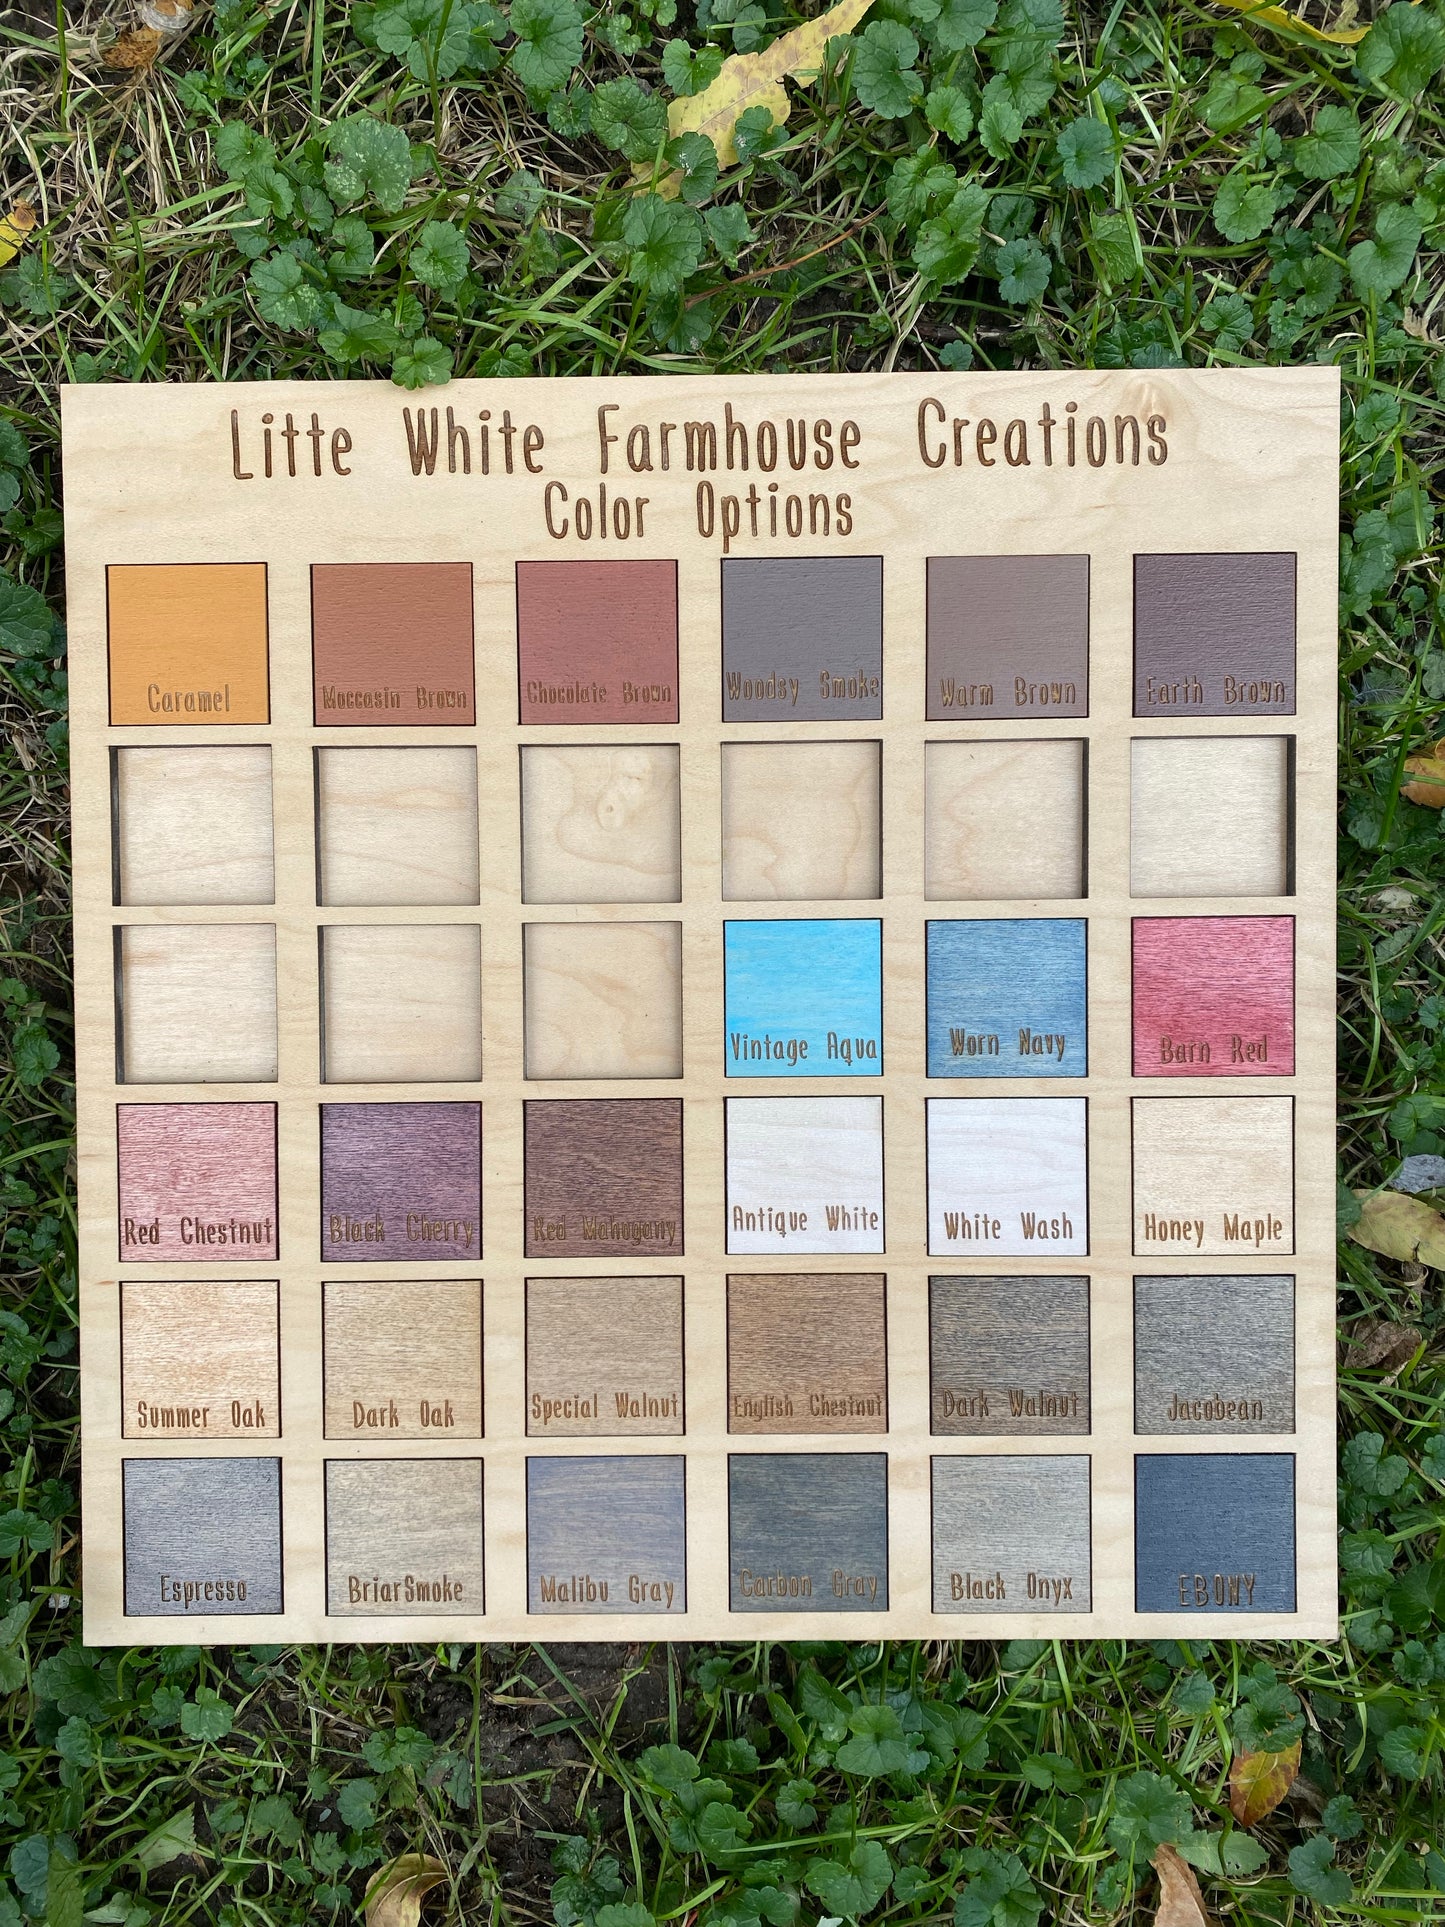 Litte White Farmhouse Creations
Color Options
Caramel
Moccasin Brown
Chocolate Brown
Woodsy Smoke
Warm Brown
Earth Brown
Vintage Aqua
Worn Navy
Barn Red
Red Chestnut
Black Cherry
Red Mahogany
Antique White
White Wash
Honey Maple
Summer Oak
Dark Oak
Special Walnut
English Chestnut
Dark Walnut
Jacobean
Espresso
BriarSmoke
Malibu Gray
Carbon Gray
Black Onyx
EBONY